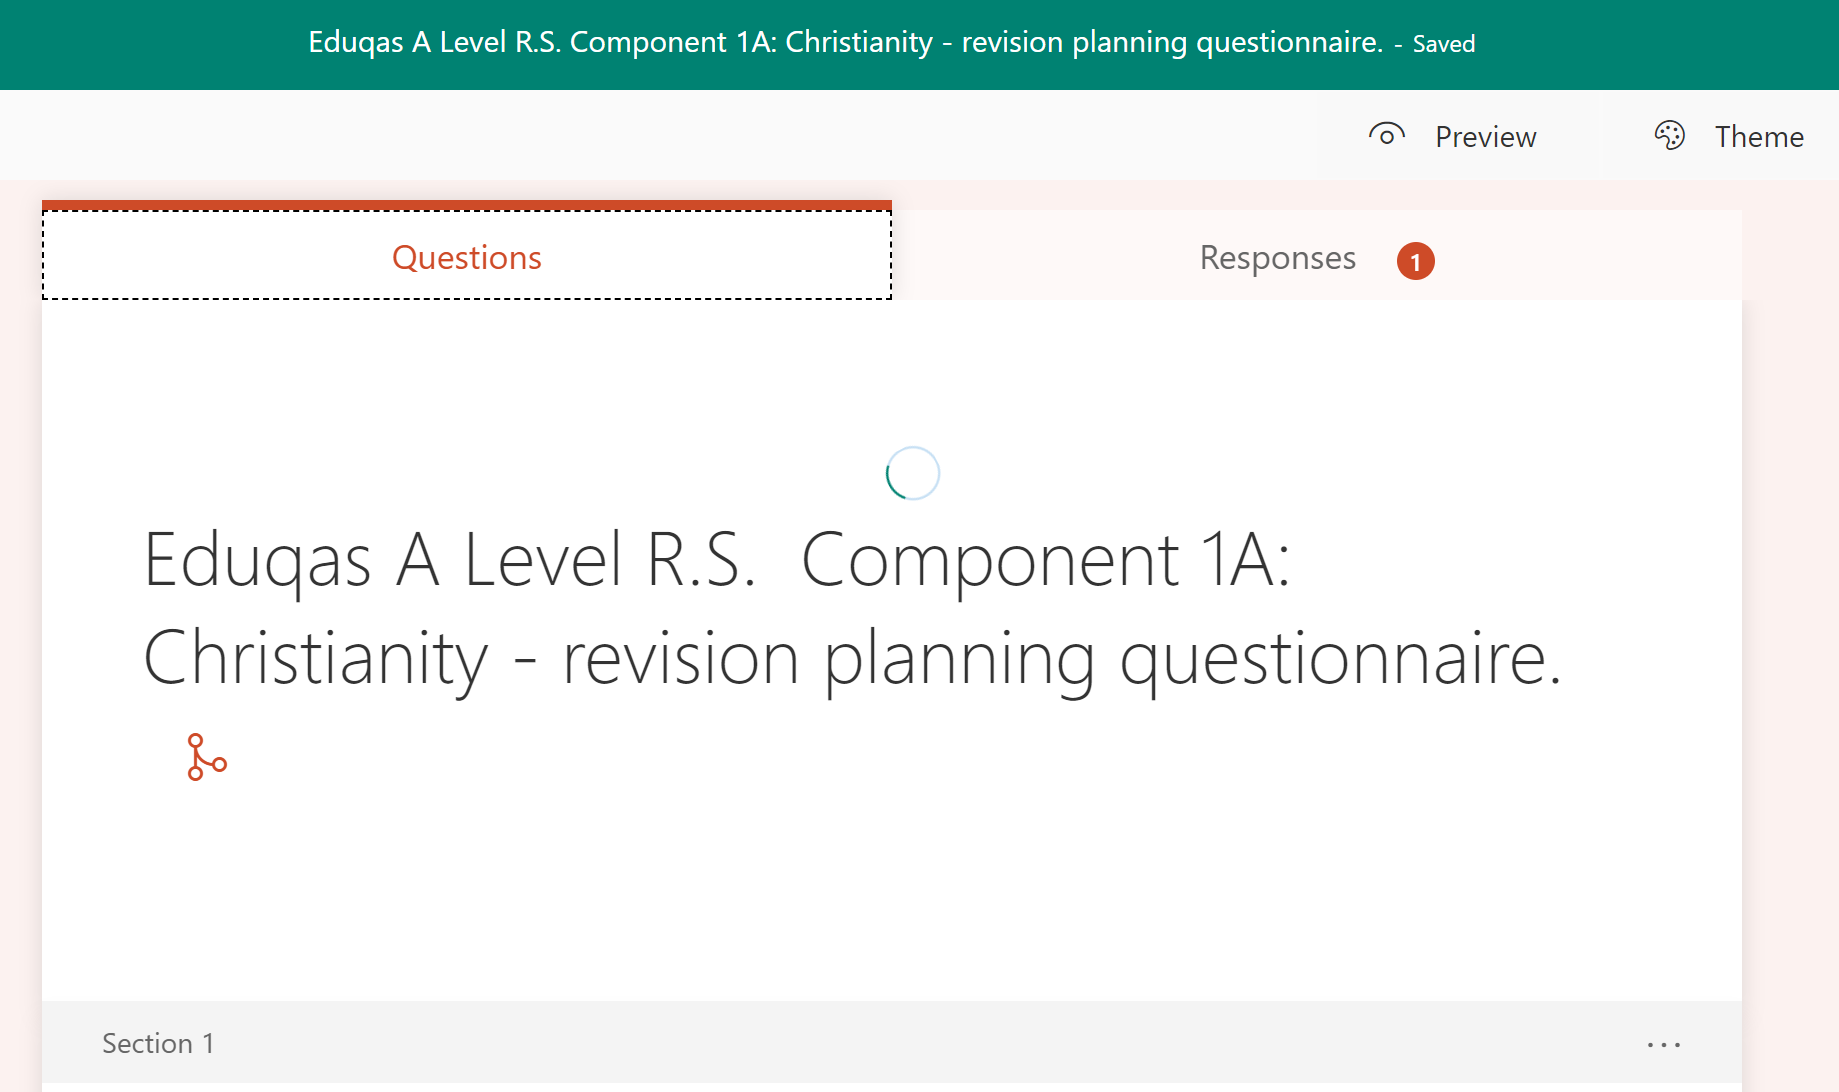 Eduqas A Level R.S. Component 1A: Christianity - revision planning questionnaire. - Saved
Preview
Theme
Questions
Responses 1
Eduqas A Level R.S.  Component 1A:
Christianity - revision planning questionnaire.
Section 1
...